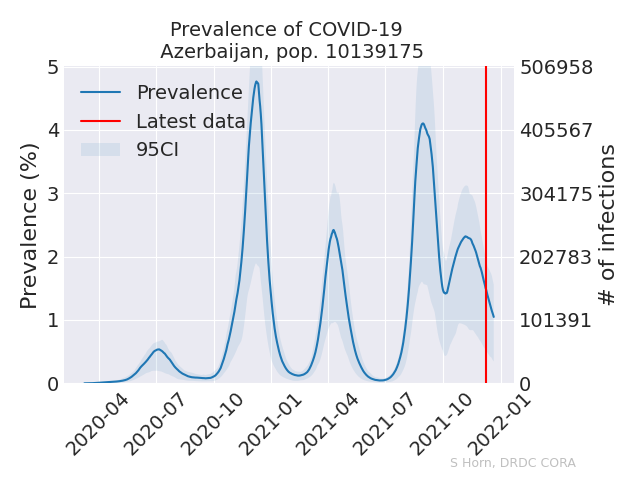 Prevalence of COVID-19
Azerbaijan, pop. 10139175
Prevalence
Latest data
95CI
Prevalence (%)
5
4
3
2
1
0
506958
405567
304175
202783
101391
0
# of infections
2020-04
2020-07
2020-10
2021-01
2021-04
2021-07
2021-10
2022-01
S Horn, DRDC CORA